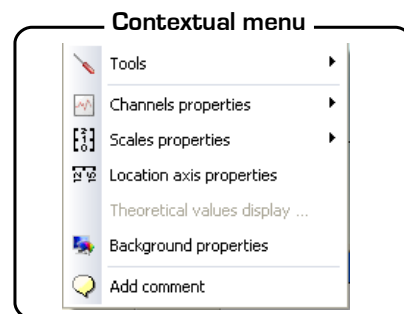 Contextual menu
Tools
Channels properties
Scales properties
Location axis properties
Theoretical values display ...
Background properties
Add comment